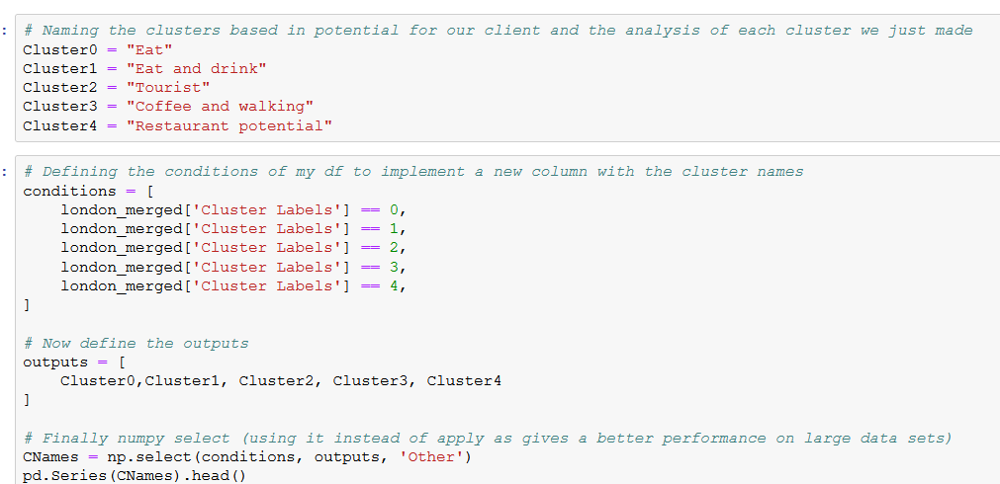 : # Naming the clusters based in potential for our client and the analysis of each cluster we just made
Cluster0 = "Eat"
Cluster1 = "Eat and drink"
Cluster2 = "Tourist"
Cluster3 = "Coffee and walking"
Cluster4 = "Restaurant potential"
: # Defining the conditions of my df to implement a new column with the cluster names
conditions = [
    london_merged['Cluster Labels'] == 0,
    london_merged['Cluster Labels'] == 1,
    london_merged['Cluster Labels'] == 2,
    london_merged['Cluster Labels'] == 3,
    london_merged['Cluster Labels'] == 4,
]
# Now define the outputs
outputs = [
    Cluster0,Cluster1, Cluster2, Cluster3, Cluster4
]
# Finally numpy select (using it instead of apply as gives a better performance on large data sets)
CNames = np.select(conditions, outputs, 'Other')
pd.Series(CNames).head()